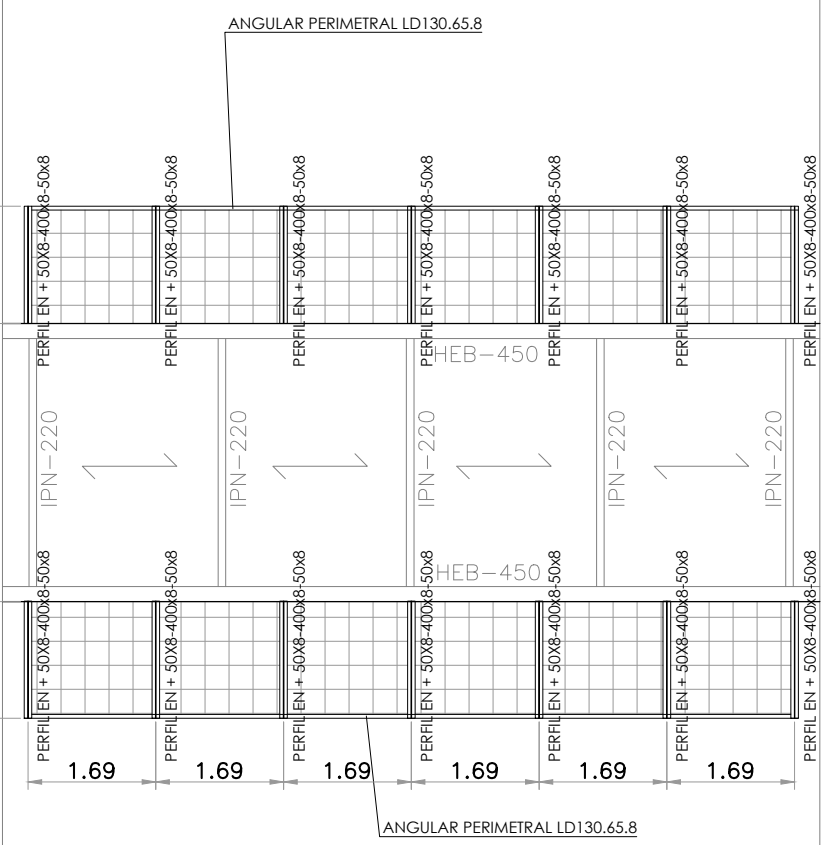 ANGULAR PERIMETRAL LD130.65.8
PERFIL EN + 50X8-400x8-50x8
PERFIL EN + 50X8-400x8-50x8
PERFIL EN + 50X8-400x8-50x8
PERFIL EN + 50X8-400x8-50x8
PERFIL EN + 50X8-400x8-50x8
PERFIL EN + 50X8-400x8-50x8
PERFIL EN + 50X8-400x8-50x8
HEB-450
IPN-220
IPN-220
IPN-220
IPN-220
IPN-220
HEB-450
PERFIL EN + 50X8-400x8-50x8
PERFIL EN + 50X8-400x8-50x8
PERFIL EN + 50X8-400x8-50x8
PERFIL EN + 50X8-400x8-50x8
PERFIL EN + 50X8-400x8-50x8
PERFIL EN + 50X8-400x8-50x8
PERFIL EN + 50X8-400x8-50x8
1.69
1.69
1.69
1.69
1.69
1.69
ANGULAR PERIMETRAL LD130.65.8